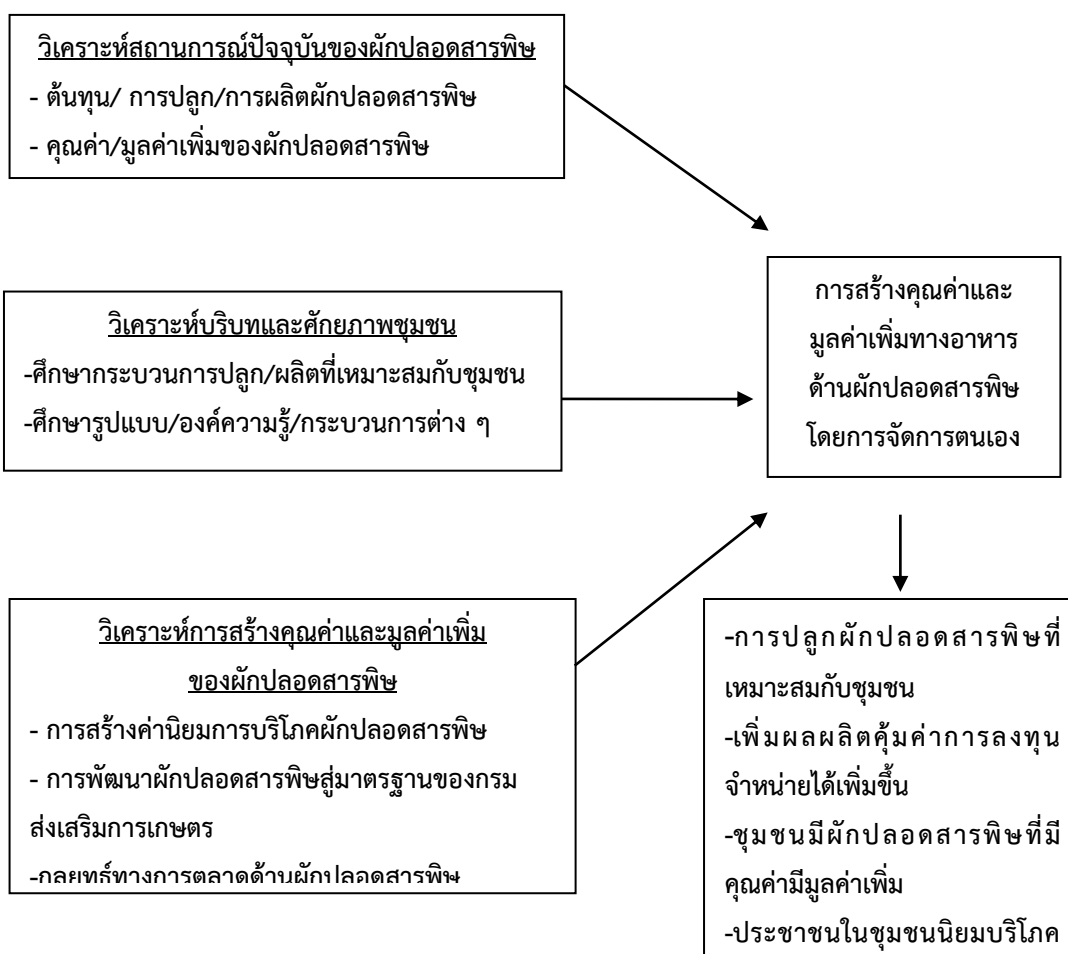 วิเคราะห์สถานการณ์ปัจจุบันของผักปลอดสารพิษ
- ต้นทุน/ การปลูก/การผลิตผักปลอดสารพิษ
- คุณค่า/มูลค่าเพิ่มของผักปลอดสารพิษ
วิเคราะห์บริบทและศักยภาพชุมชน
-ศึกษากระบวนการปลูก/ผลิตที่เหมาะสมกับชุมชน
-ศึกษารูปแบบ/องค์ความรู้/กระบวนการต่าง ๆ
วิเคราะห์การสร้างคุณค่าและมูลค่าเพิ่ม
ของผักปลอดสารพิษ
- การสร้างค่านิยมการบริโภคผักปลอดสารพิษ
- การพัฒนาผักปลอดสารพิษสู่มาตรฐานของกรม
ส่งเสริมการเกษตร
-กลยุทธ์ทางการตลาดด้านผักปลอดสารพิษ
การสร้างคุณค่าและ
มูลค่าเพิ่มทางอาหาร
ด้านผักปลอดสารพิษ
โดยการจัดการตนเอง
-การปลูกผักปลอดสารพิษที่
เหมาะสมกับชุมชน
-เพิ่มผลผลิตคุ้มค่าการลงทุน
จำหน่ายได้เพิ่มขึ้น
-ชุมชนมีผักปลอดสารพิษที่มี
คุณค่ามีมูลค่าเพิ่ม
-ประชาชนในชุมชนนิยมบริโภค